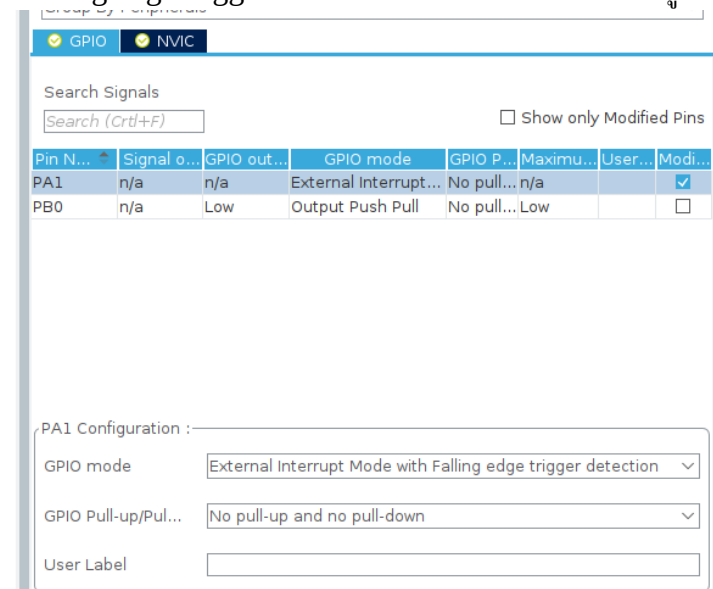 Group By Peripherals
GPIO NVIC
Search Signals
Search (Crtl+F)
Show only Modified Pins
Pin N... Signal o... GPIO out... GPIO mode GPIO P... Maximu... User... Modi...
PA1 n/a n/a External Interrupt... No pull... n/a
PB0 n/a Low Output Push Pull No pull... Low
PA1 Configuration :
GPIO mode External Interrupt Mode with Falling edge trigger detection
GPIO Pull-up/Pul... No pull-up and no pull-down
User Label